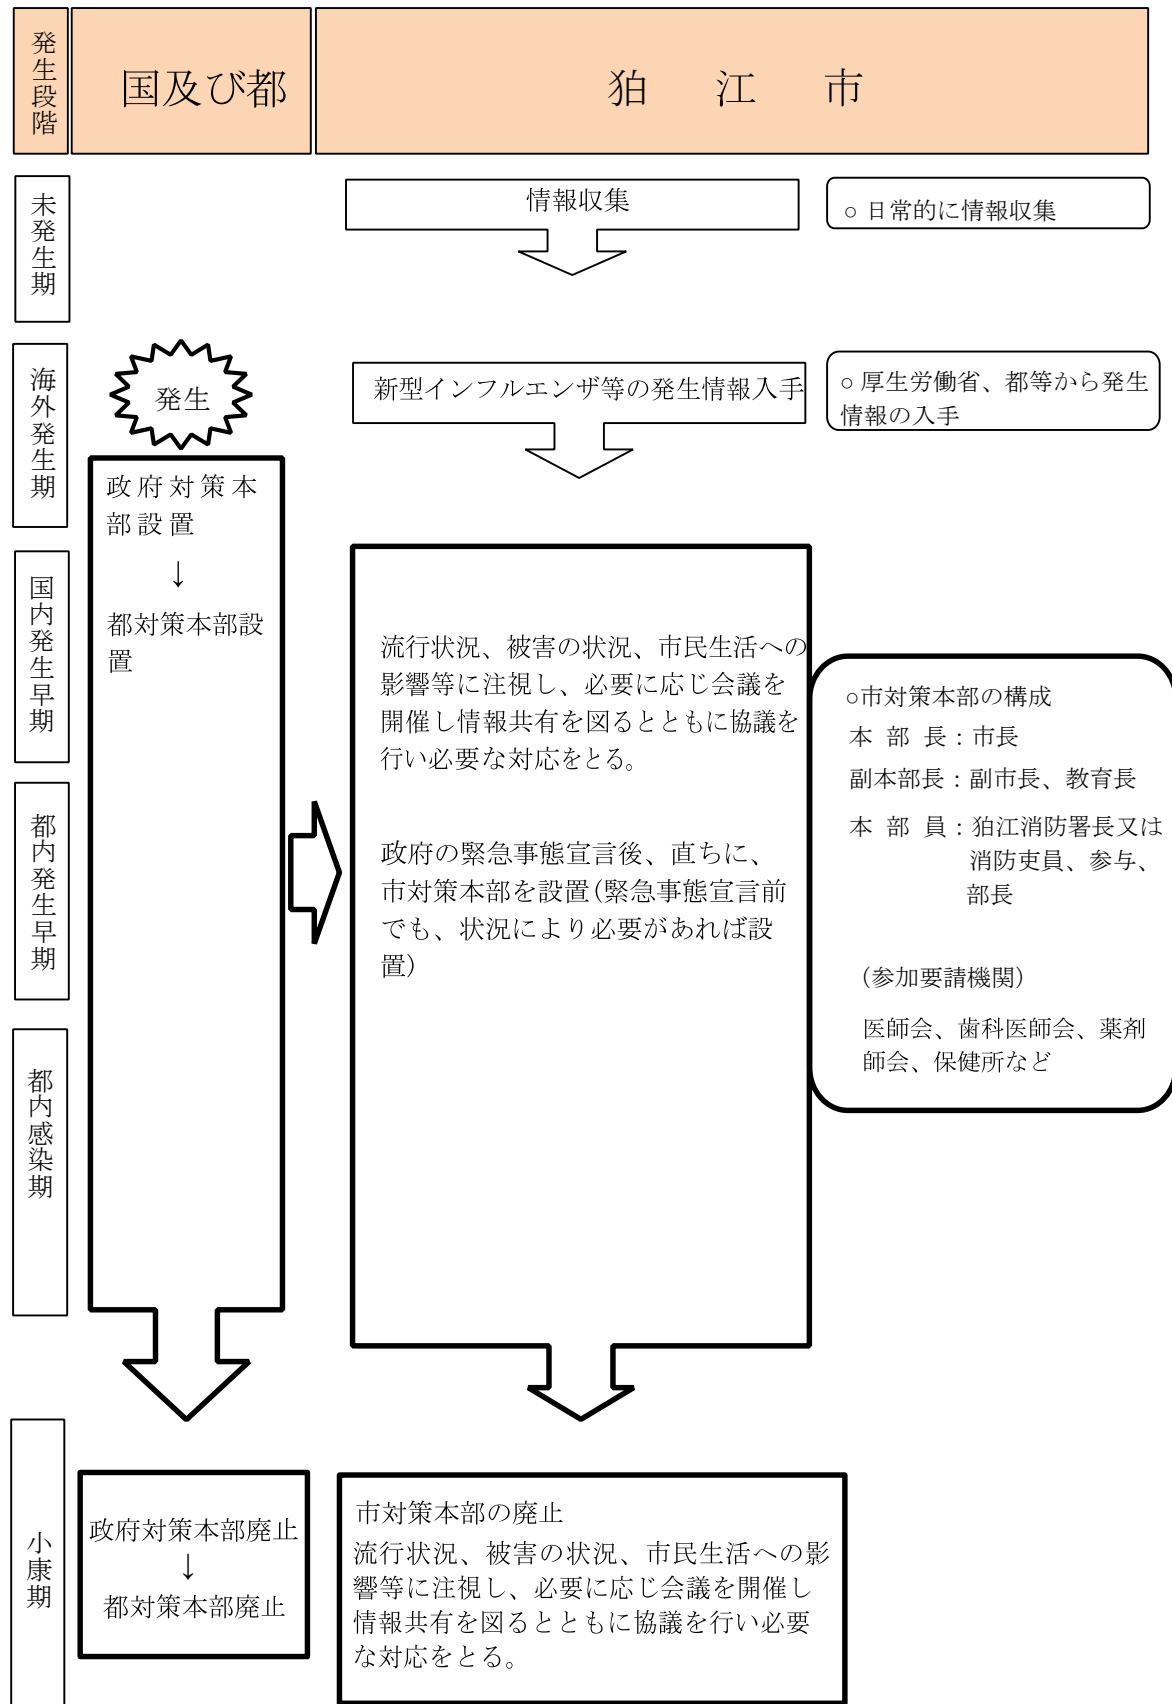 発生段階
国及び都
狛 江 市
未発生期
情報収集
○ 日常的に情報収集
海外発生期
発生
新型インフルエンザ等の発生情報入手
○ 厚生労働省、都等から発生
情報の入手
政府対策本
部設置
↓
都対策本部設
置
国内発生早期
都内発生早期
都内感染期
流行状況、被害の状況、市民生活への
影響等に注視し、必要に応じ会議を
開催し情報共有を図るとともに協議を
行い必要な対応をとる。
政府の緊急事態宣言後、直ちに、
市対策本部を設置(緊急事態宣言前
でも、状況により必要があれば設
置)
○市対策本部の構成
本 部 長:市長
副本部長:副市長、教育長
本 部 員:狛江消防署長又は
消防吏員、参与、
部長
(参加要請機関)
医師会、歯科医師会、薬剤
師会、保健所など
小康期
政府対策本部廃止
↓
都対策本部廃止
市対策本部の廃止
流行状況、被害の状況、市民生活への影
響等に注視し、必要に応じ会議を開催し
情報共有を図るとともに協議を行い必要
な対応をとる。